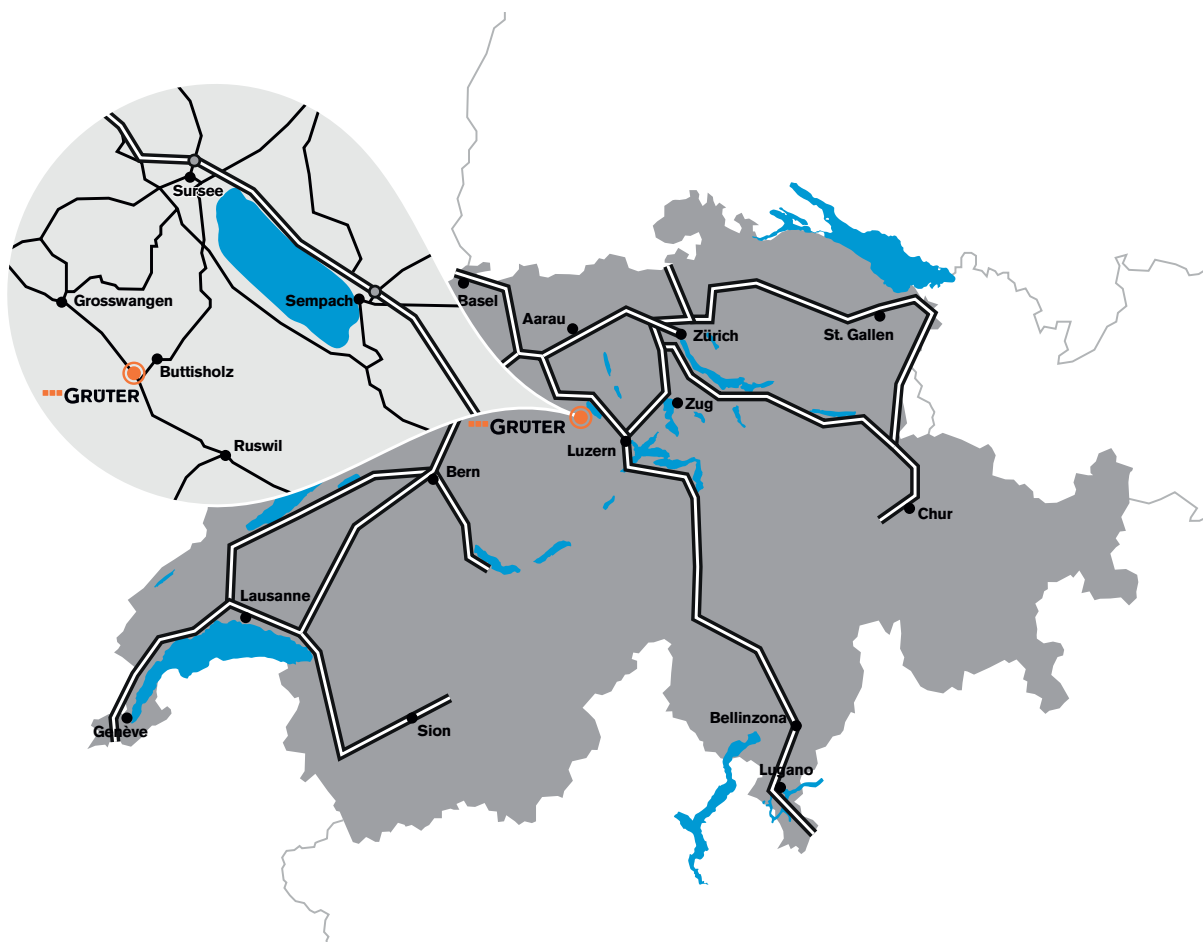 Sursee
Grosswangen
Sempach
Buttisholz
GRÜTER
Ruswil
Basel
Aarau
Zürich
St. Gallen
Zug
GRÜTER
Luzern
Bern
Chur
Lausanne
Genève
Sion
Bellinzona
Lugano